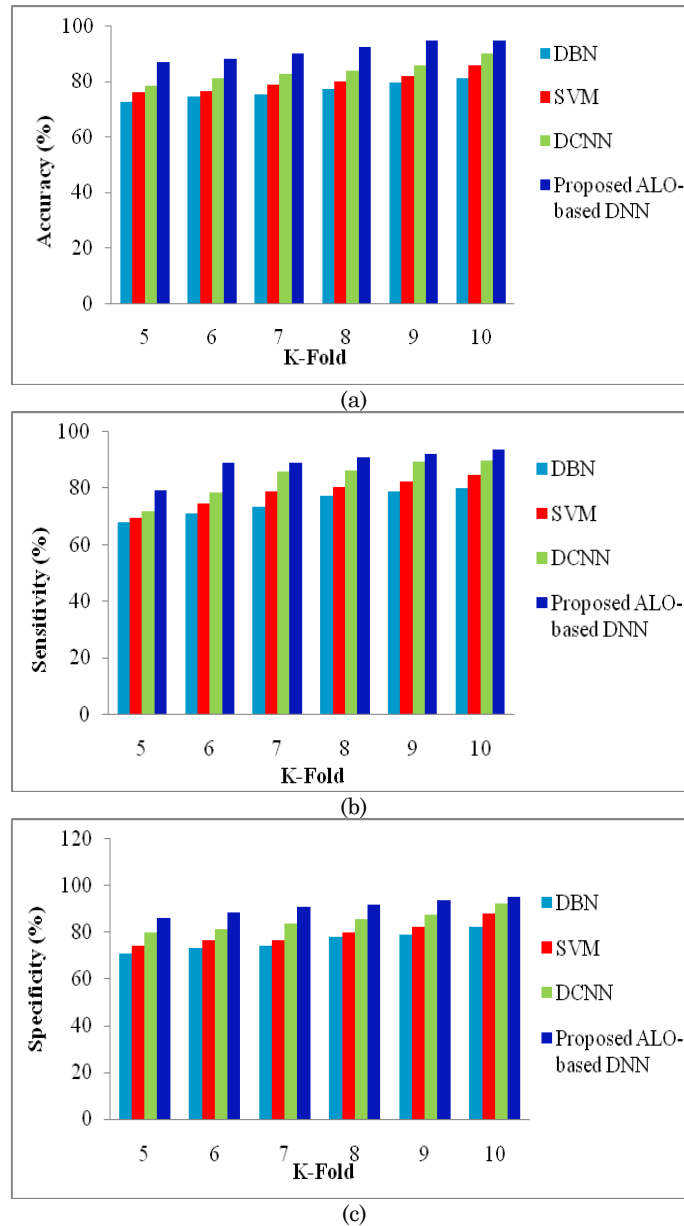 100
80
60
40
20
0
Accuracy (%)
5 6 7 8 9 10
K-Fold
DBN
SVM
DCNN
Proposed ALO-
based DNN
(a)
100
80
60
40
20
0
Sensitivity (%)
5 6 7 8 9 10
K-Fold
DBN
SVM
DCNN
Proposed ALO-
based DNN
(b)
120
100
80
60
40
20
0
Specificity (%)
5 6 7 8 9 10
K-Fold
DBN
SVM
DCNN
Proposed ALO-
based DNN
(c)